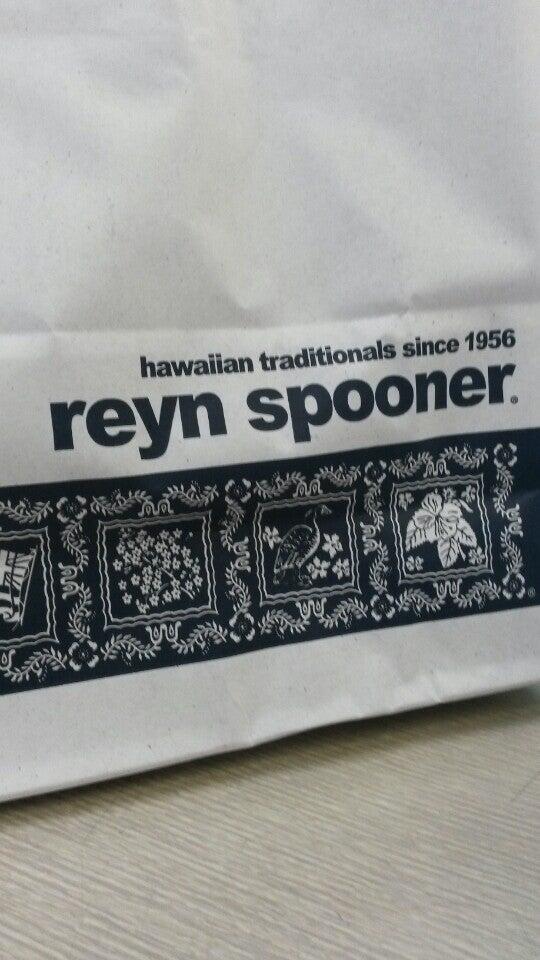 hawaiian traditionals since 1956
reyn spooner®
®